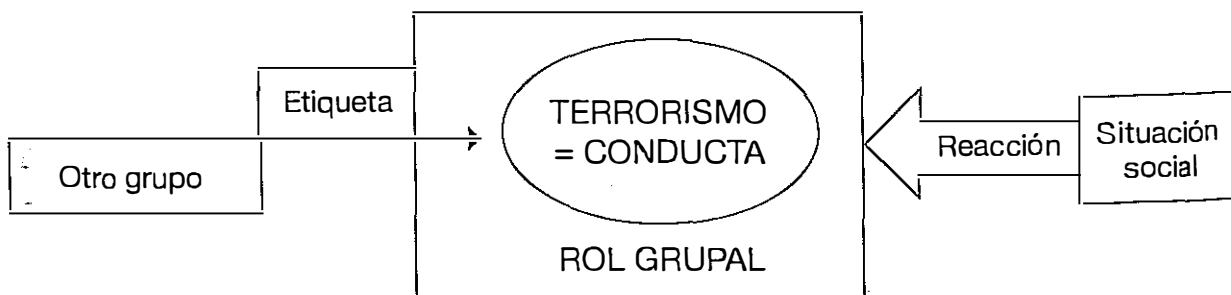 Etiqueta
Otro grupo
TERRORISMO
= CONDUCTA
ROL GRUPAL
Reacción
Situación
social